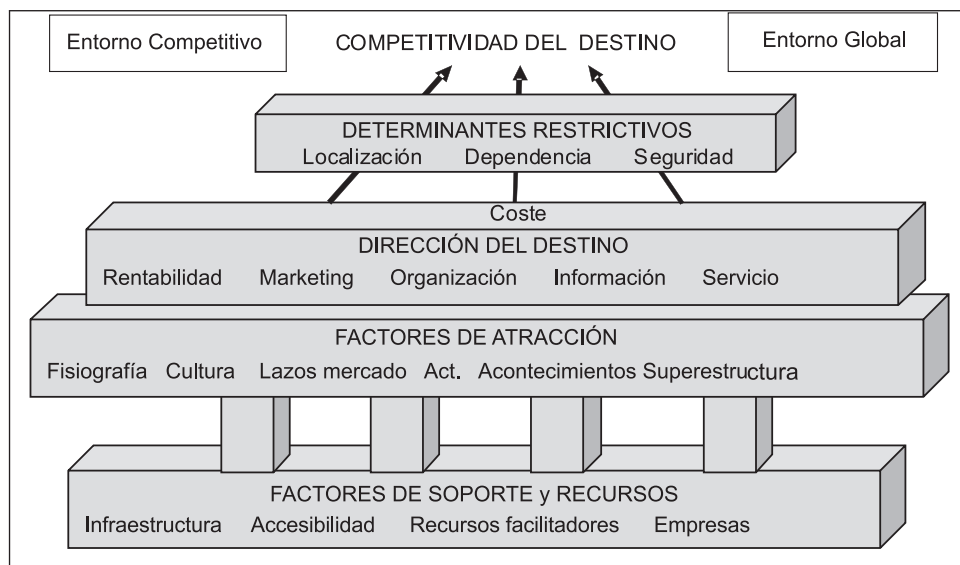 Entorno Competitivo
COMPETITIVIDAD DEL DESTINO
Entorno Global
DETERMINANTES RESTRICTIVOS
Localización Dependencia Seguridad
Coste
DIRECCIÓN DEL DESTINO
Rentabilidad Marketing Organización Información Servicio
FACTORES DE ATRACCIÓN
Fisiografía Cultura Lazos mercado Act. Acontecimientos Superestructura
FACTORES DE SOPORTE y RECURSOS
Infraestructura Accesibilidad Recursos facilitadores Empresas